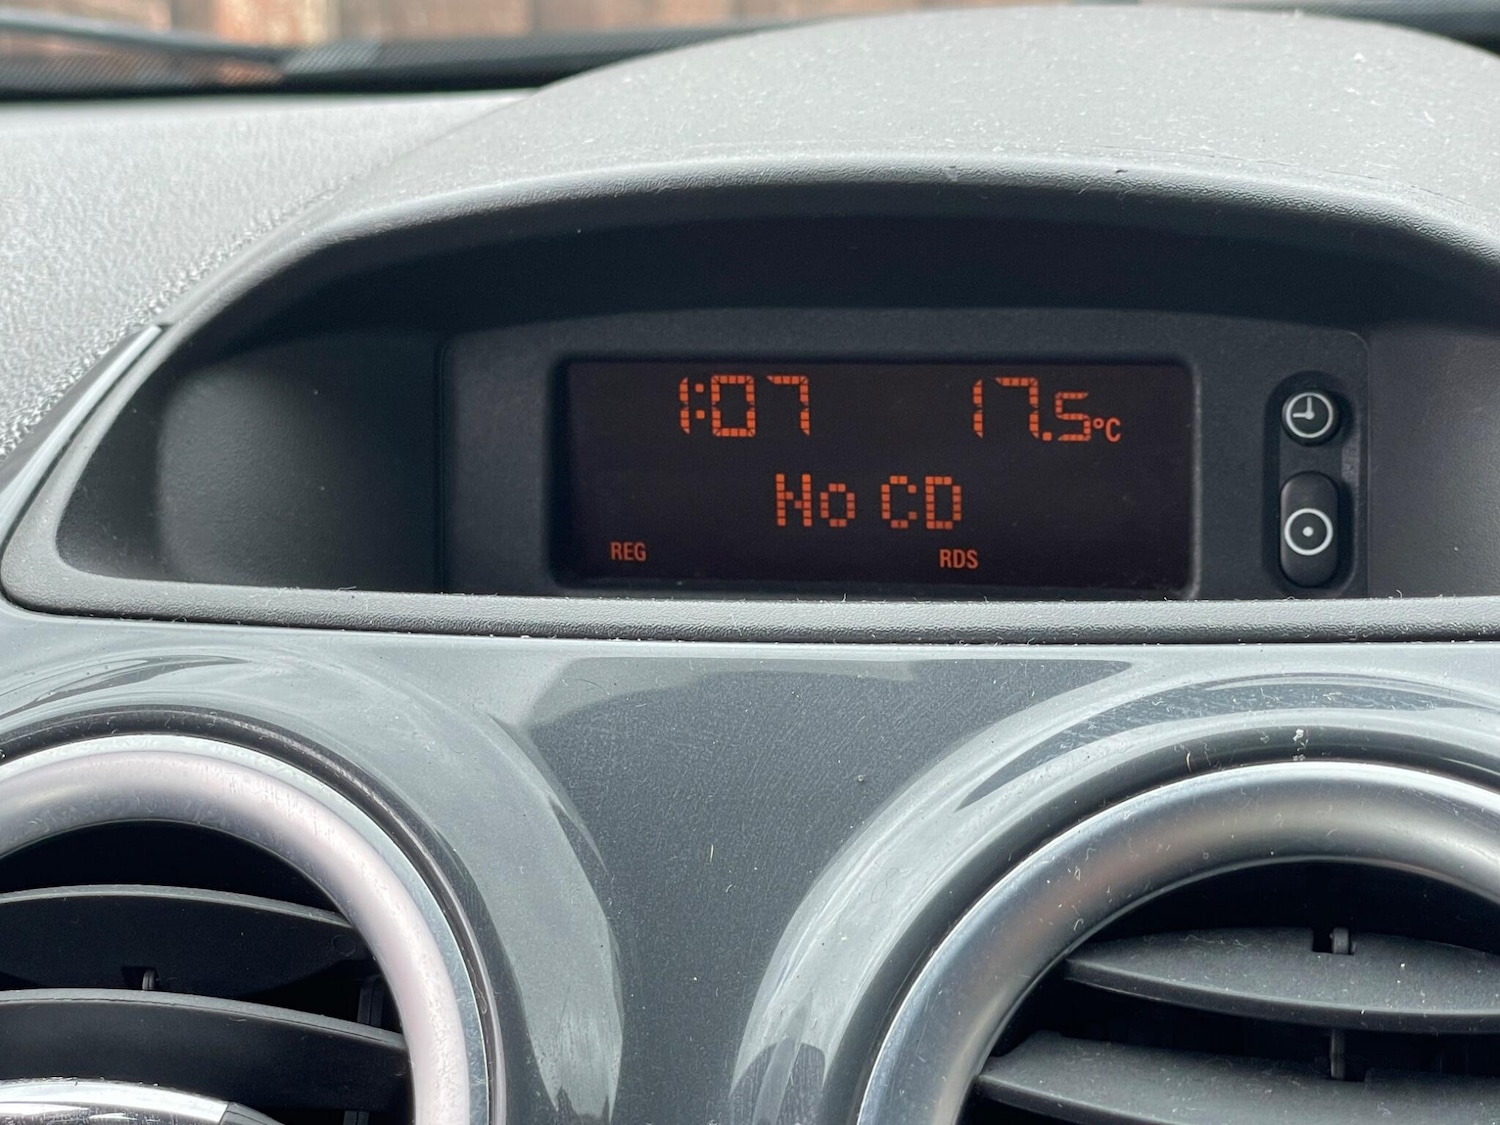 1:07 17.5°C
No CD
REG RDS